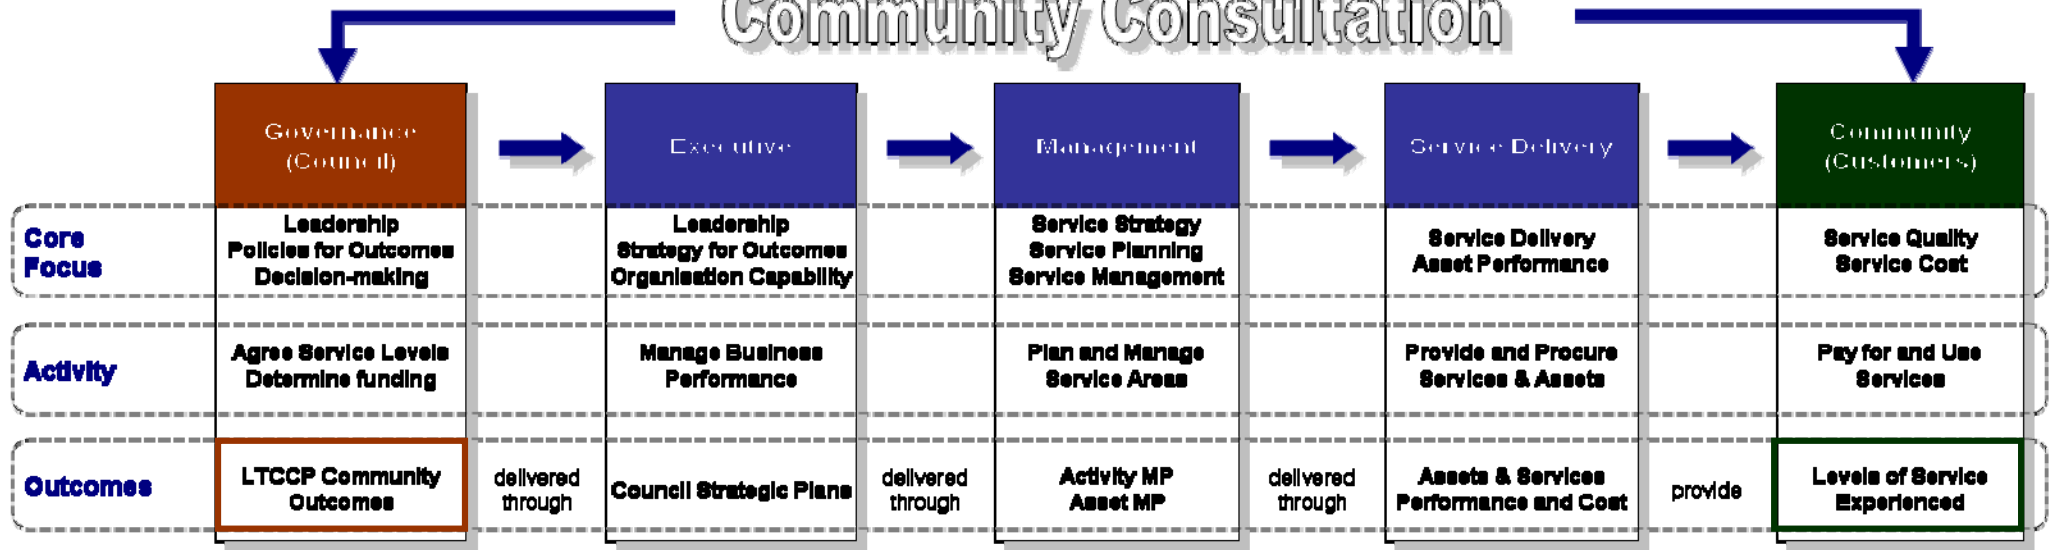 Community Consultation
Governance
(Council)
Executive
Management
Service Delivery
Community
(Customers)
Core
Focus
Leadership
Policies for Outcomes
Decision-making
Leadership
Strategy for Outcomes
Organisation Capability
Service Strategy
Service Planning
Service Management
Service Delivery
Asset Performance
Service Quality
Service Cost
Activity
Agree Service Levels
Determine funding
Manage Business
Performance
Plan and Manage
Service Areas
Provide and Procure
Services & Assets
Pay for and Use
Services
Outcomes
LTCCP Community
Outcomes
delivered
through
Council Strategic Plans
delivered
through
Activity MP
Asset MP
delivered
through
Assets & Services
Performance and Cost
provide
Levels of Service
Experienced